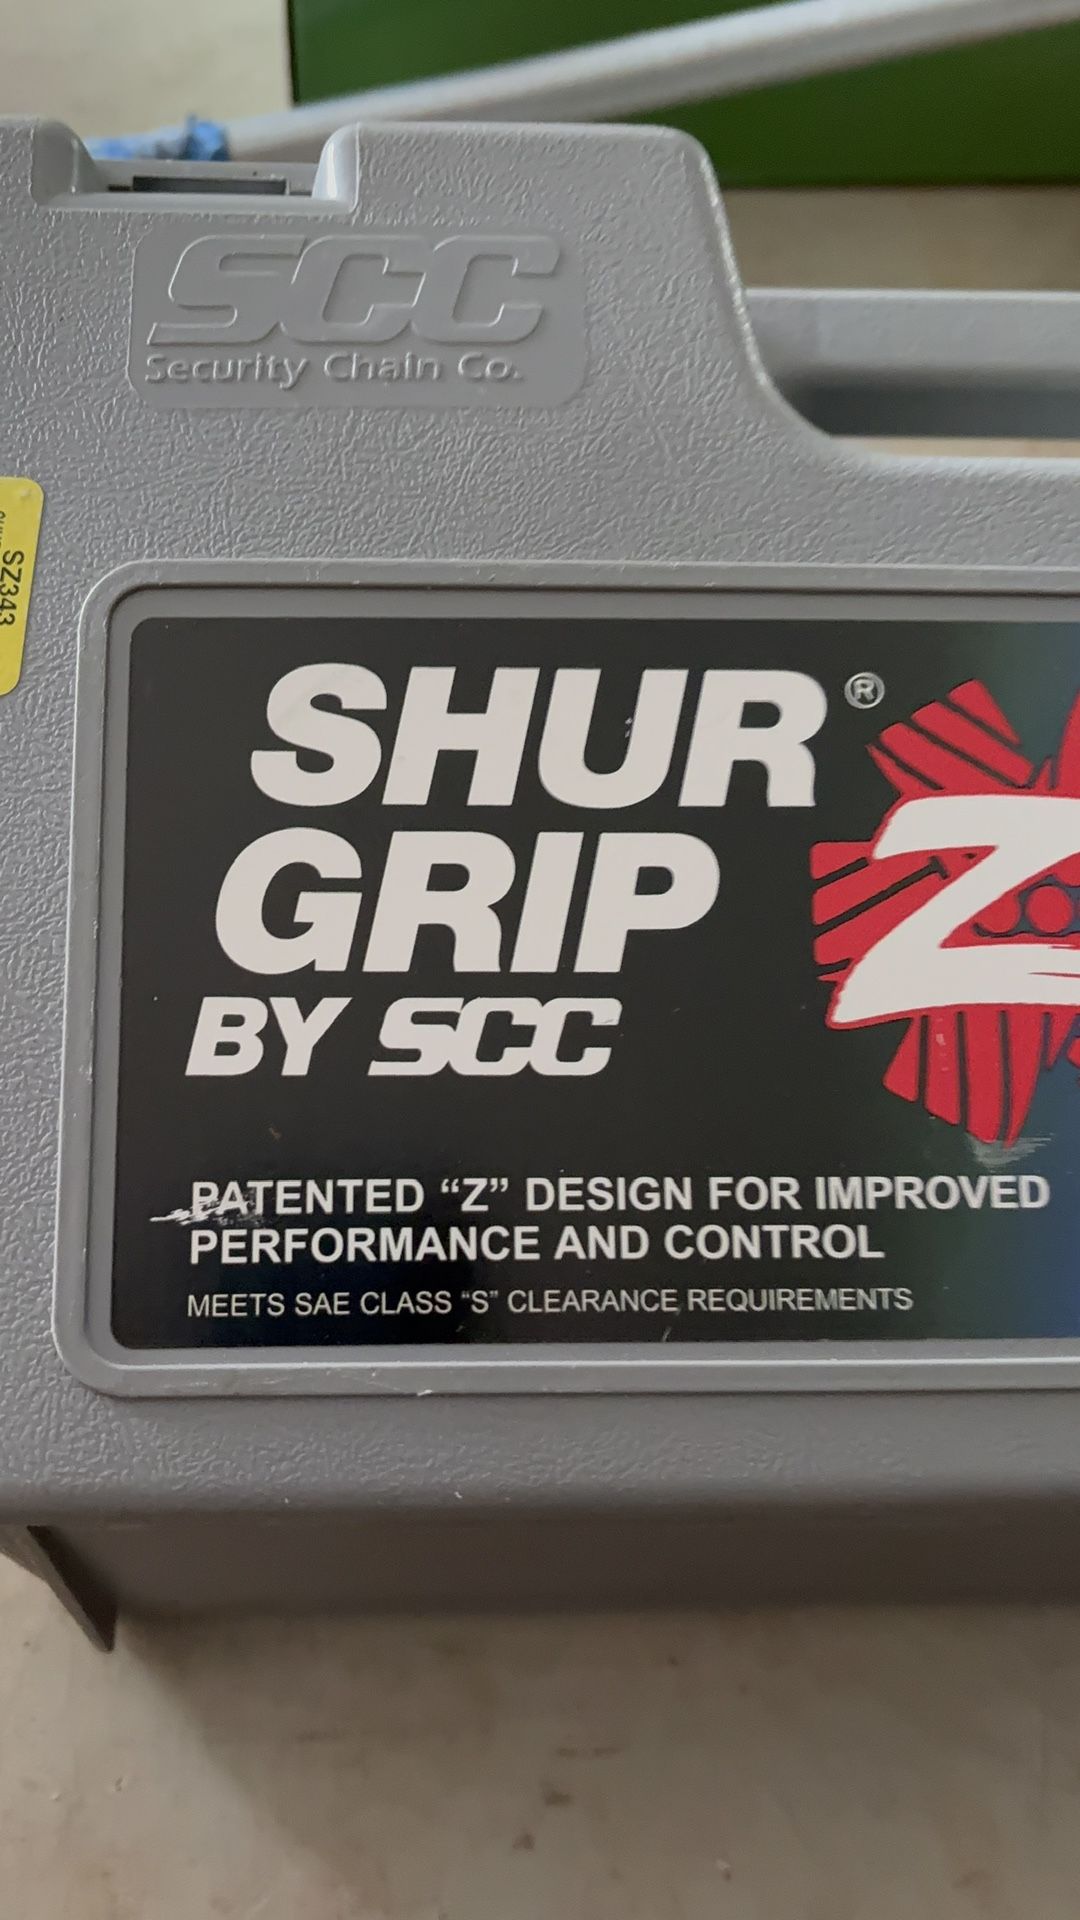 SCC
Security Chain Co.
SZ343
SHUR®
GRIP
Z
BY SCC
PATENTED “Z” DESIGN FOR IMPROVED
PERFORMANCE AND CONTROL
MEETS SAE CLASS “S” CLEARANCE REQUIREMENTS